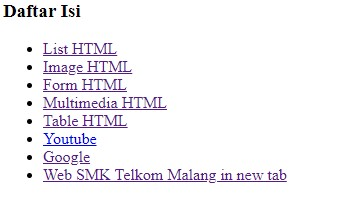 Daftar Isi
List HTML
Image HTML
Form HTML
Multimedia HTML
Table HTML
Youtube
Google
Web SMK Telkom Malang in new tab